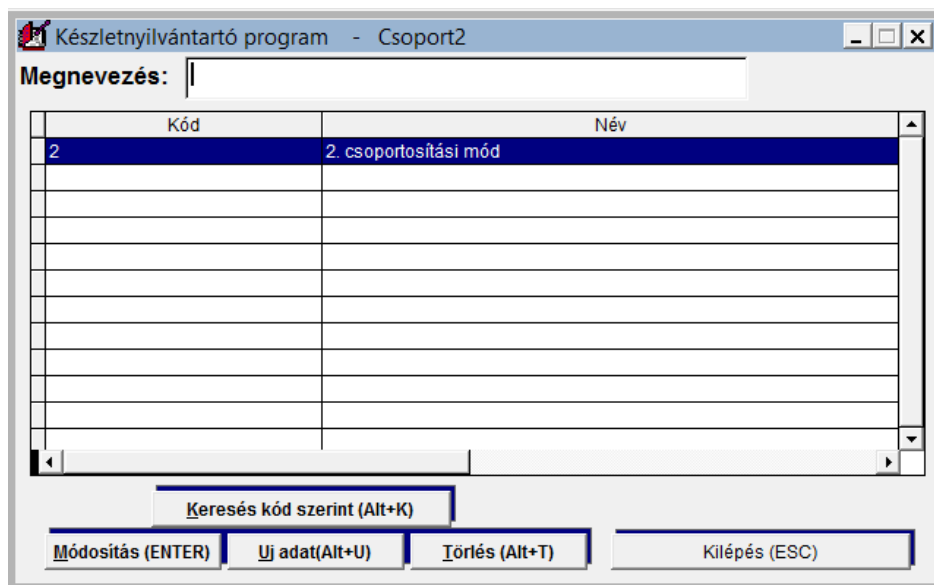 Készletnyilvántartó program - Csoport2
Megnevezés:
Kód Név
2 2. csoportosítási mód
Keresés kód szerint (Alt+K)
Módosítás (ENTER) Uj adat(Alt+U) Törlés (Alt+T) Kilépés (ESC)